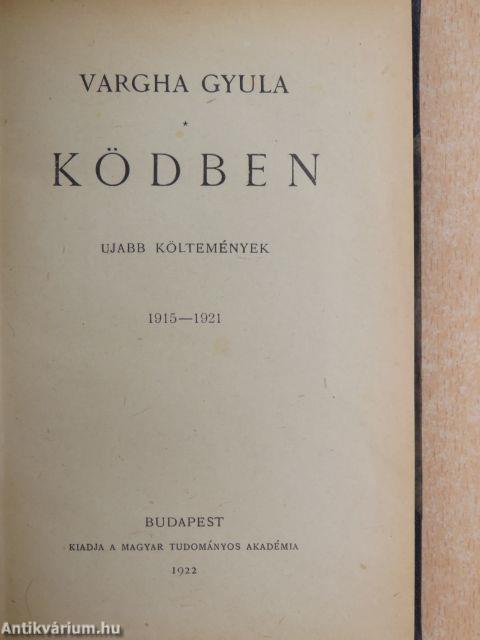 VARGHA GYULA
*
KÖDBEN
UJABB KÖLTEMÉNYEK
1915—1921
BUDAPEST
KIADJA A MAGYAR TUDOMÁNYOS AKADÉMIA
1922
Antikvárium.hu